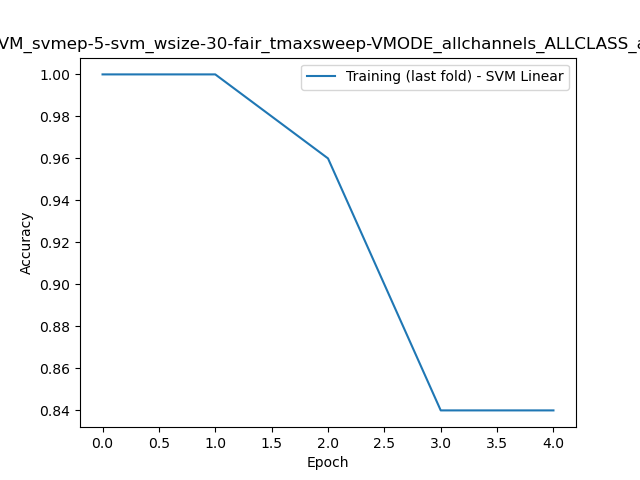 VM_svmep-5-svm_wsize-30-fair_tmaxsweep-VMODE_allchannels_ALLCLASS_a
Training (last fold) - SVM Linear
1.00
0.98
0.96
0.94
0.92
0.90
0.88
0.86
0.84
Accuracy
0.0 0.5 1.0 1.5 2.0 2.5 3.0 3.5 4.0
Epoch